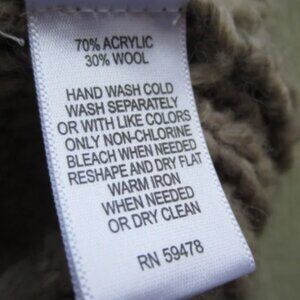 70% ACRYLIC
30% WOOL
HAND WASH COLD
WASH SEPARATELY
OR WITH LIKE COLORS
ONLY NON-CHLORINE
BLEACH WHEN NEEDED
RESHAPE AND DRY FLAT
WARM IRON
WHEN NEEDED
OR DRY CLEAN
RN 59478